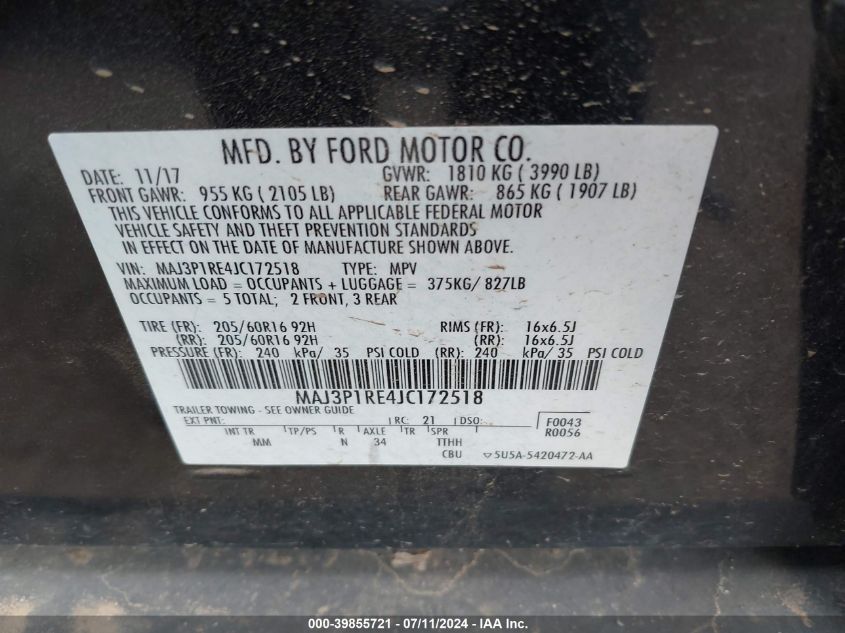 MFD. BY FORD MOTOR CO.
DATE: 11/17 GVWR: 1810 KG ( 3990 LB)
FRONT GAWR: 955 KG ( 2105 LB) REAR GAWR: 865 KG ( 1907 LB)
THIS VEHICLE CONFORMS TO ALL APPLICABLE FEDERAL MOTOR
VEHICLE SAFETY AND THEFT PREVENTION STANDARDS
IN EFFECT ON THE DATE OF MANUFACTURE SHOWN ABOVE.
VIN: MAJ3P1RE4JC172518 TYPE: MPV
MAXIMUM LOAD = OCCUPANTS + LUGGAGE = 375KG/ 827LB
OCCUPANTS = 5 TOTAL; 2 FRONT, 3 REAR
TIRE (FR): 205/60R16 92H RIMS (FR): 16x6.5J
(RR): 205/60R16 92H (RR): 16x6.5J
PRESSURE (FR): 240 kPa/ 35 PSI COLD (RR): 240 kPa/ 35 PSI COLD
MAJ3P1RE4JC172518
TRAILER TOWING - SEE OWNER GUIDE
EXT PNT: RC: 21 DSO: F0043
INT TR TP/PS R AXLE TR SPR R0056
MM N 34 TTHH
CBU 5U5A-5420472-AA
000-39855721 - 07/11/2024 - IAA, Inc.